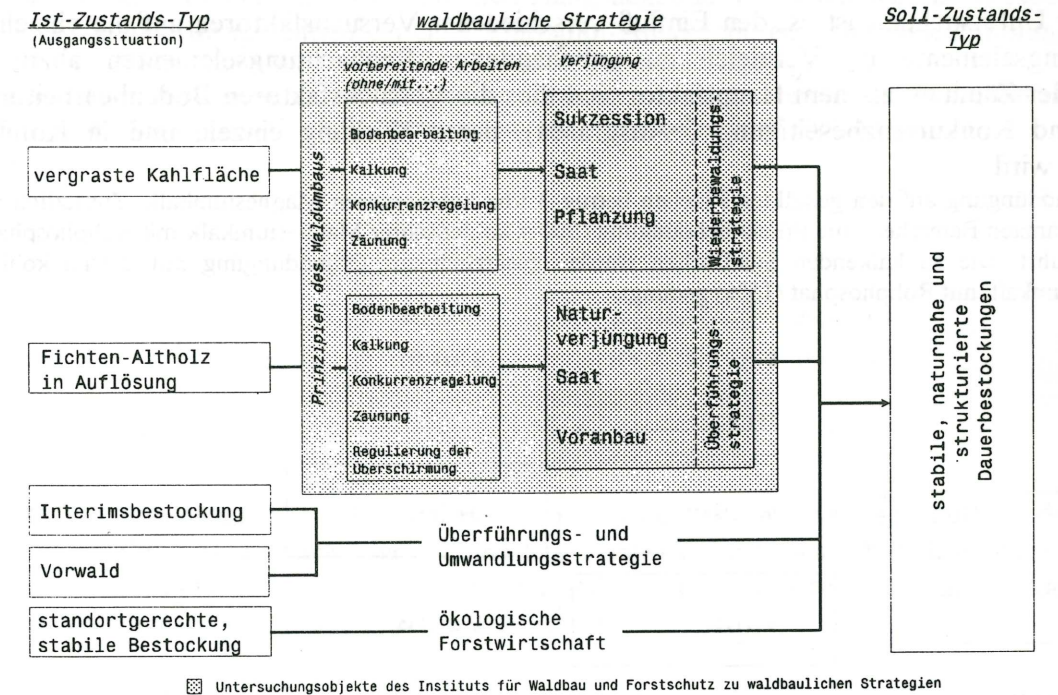 Ist-Zustands-Typ
(Ausgangssituation)
waldbauliche Strategie
Soll-Zustands-
Typ
vorbereitende Arbeiten
(ohne/mit...)
Verjüngung
Prinzipien des Waldumbaus
vergraste Kahlfläche
Bodenbearbeitung
Kalkung
Konkurrenzregelung
Zäunung
Sukzession
Saat
Pflanzung
Wiederbewaldungs-
strategie
Fichten-Altholz
in Auflösung
Bodenbearbeitung
Kalkung
Konkurrenzregelung
Zäunung
Regulierung der
Überschirmung
Natur-
verjüngung
Saat
Voranbau
Überführungs-
strategie
stabile, naturnahe und
strukturierte
Dauerbestockungen
Interimsbestockung
Vorwald
Überführungs- und
Umwandlungsstrategie
standortgerechte,
stabile Bestockung
ökologische
Forstwirtschaft
Untersuchungsobjekte des Instituts für Waldbau und Forstschutz zu waldbaulichen Strategien